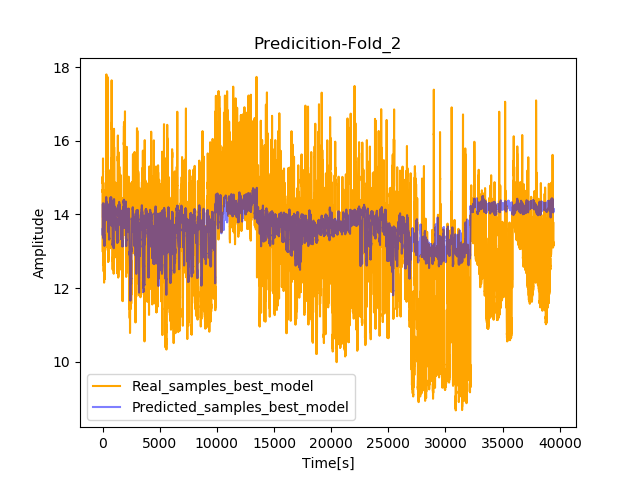 Predicition-Fold_2
18
16
14
12
10
Amplitude
Real_samples_best_model
Predicted_samples_best_model
0 5000 10000 15000 20000 25000 30000 35000 40000
Time[s]